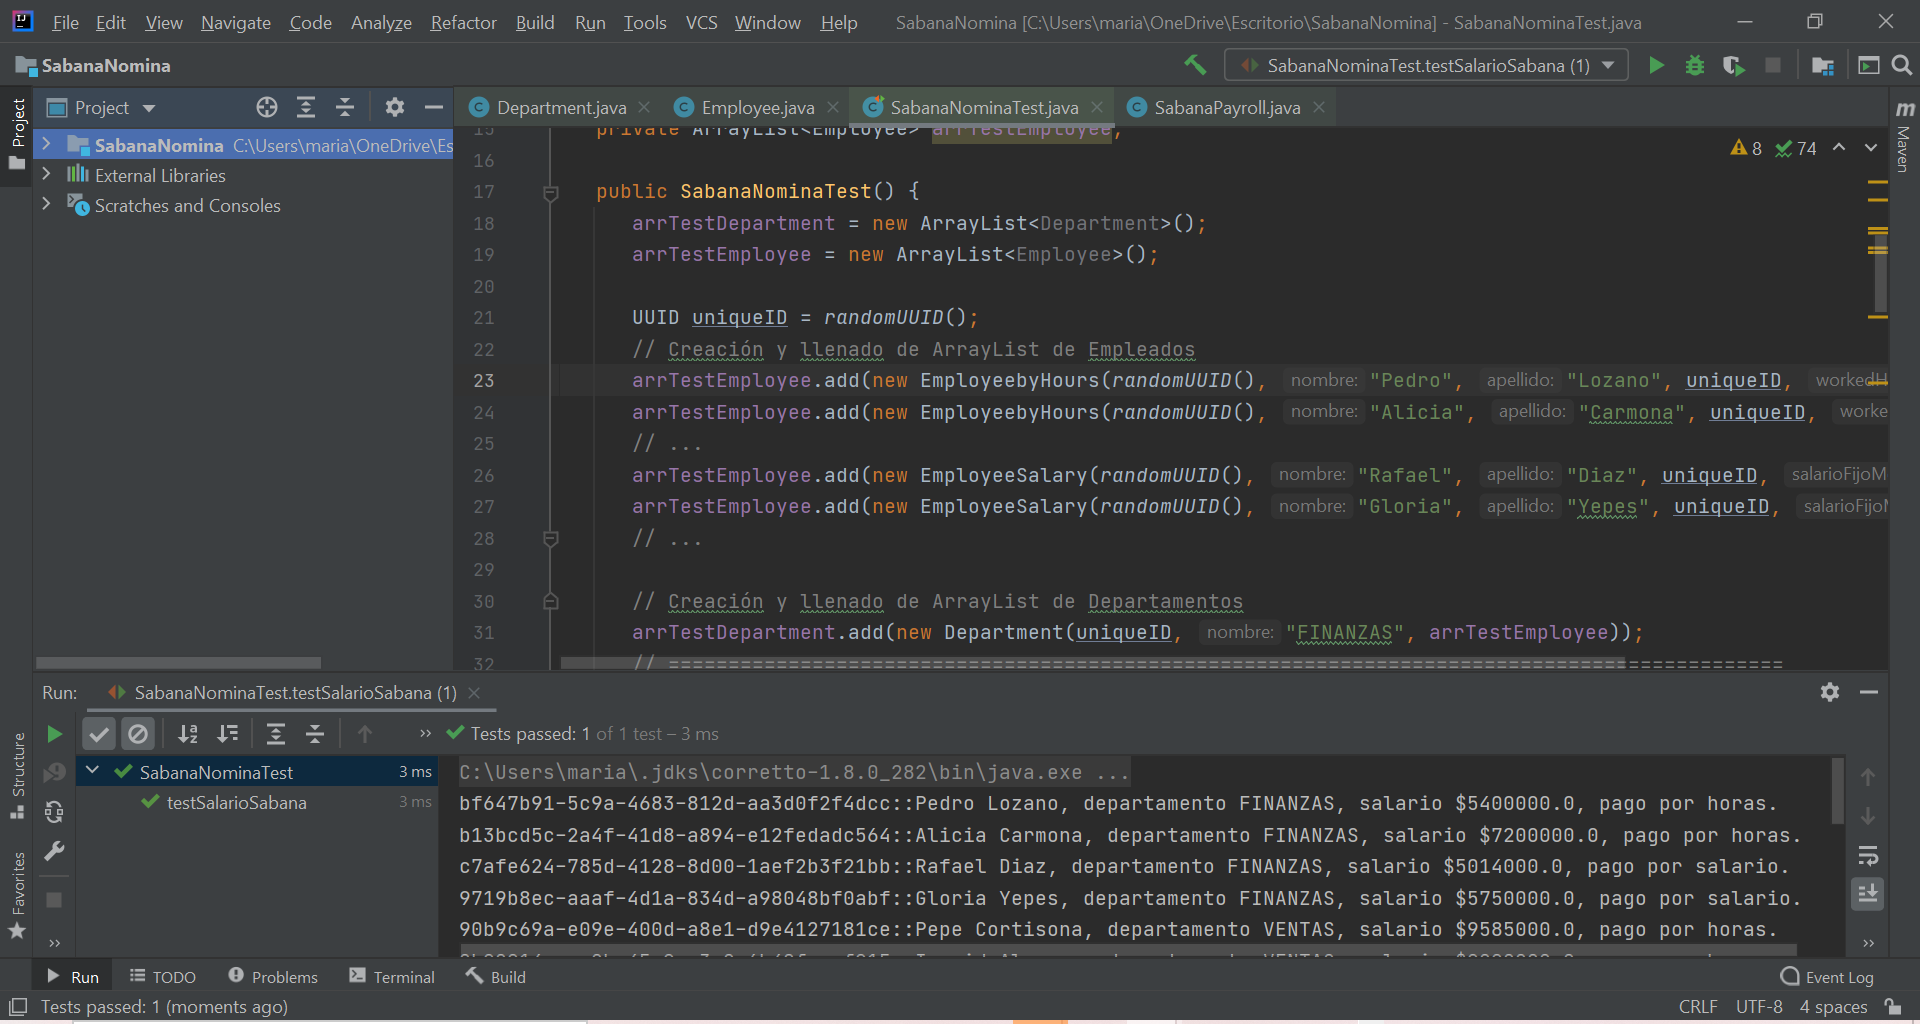 File Edit View Navigate Code Analyze Refactor Build Run Tools VCS Window Help SabanaNomina [C:\Users\maria\OneDrive\Escritorio\SabanaNomina] - SabanaNominaTest.java
SabanaNomina SabanaNominaTest.testSalarioSabana (1)
Project Department.java Employee.java SabanaNominaTest.java SabanaPayroll.java
Project
Maven
SabanaNomina C:\Users\maria\OneDrive\Es
External Libraries
Scratches and Consoles
8 74
15 private ArrayList<Employee> arrTestEmployee;
16
17 public SabanaNominaTest() {
18 arrTestDepartment = new ArrayList<Department>();
19 arrTestEmployee = new ArrayList<Employee>();
20
21 UUID uniqueID = randomUUID();
22 // Creación y llenado de ArrayList de Empleados
23 arrTestEmployee.add(new EmployeebyHours(randomUUID(), nombre: "Pedro", apellido: "Lozano", uniqueID, workedH
24 arrTestEmployee.add(new EmployeebyHours(randomUUID(), nombre: "Alicia", apellido: "Carmona", uniqueID, worke
25 // ...
26 arrTestEmployee.add(new EmployeeSalary(randomUUID(), nombre: "Rafael", apellido: "Diaz", uniqueID, salarioFijoM
27 arrTestEmployee.add(new EmployeeSalary(randomUUID(), nombre: "Gloria", apellido: "Yepes", uniqueID, salarioFijoM
28 // ...
29
30 // Creación y llenado de ArrayList de Departamentos
31 arrTestDepartment.add(new Department(uniqueID, nombre: "FINANZAS", arrTestEmployee));
32 // =============================================================================================
Run: SabanaNominaTest.testSalarioSabana (1)
Tests passed: 1 of 1 test – 3 ms
SabanaNominaTest 3 ms
testSalarioSabana 3 ms
C:\Users\maria\.jdks\corretto-1.8.0_282\bin\java.exe ...
bf647b91-5c9a-4683-812d-aa3d0f2f4dcc::Pedro Lozano, departamento FINANZAS, salario $5400000.0, pago por horas.
b13bcd5c-2a4f-41d8-a894-e12fedadc564::Alicia Carmona, departamento FINANZAS, salario $7200000.0, pago por horas.
c7afe624-785d-4128-8d00-1aef2b3f21bb::Rafael Diaz, departamento FINANZAS, salario $5014000.0, pago por salario.
9719b8ec-aaaf-4d1a-834d-a98048bf0abf::Gloria Yepes, departamento FINANZAS, salario $5750000.0, pago por salario.
90b9c69a-e09e-400d-a8e1-d9e4127181ce::Pepe Cortisona, departamento VENTAS, salario $9585000.0, pago por horas.
Structure
Favorites
Run TODO Problems Terminal Build Event Log
Tests passed: 1 (moments ago) CRLF UTF-8 4 spaces